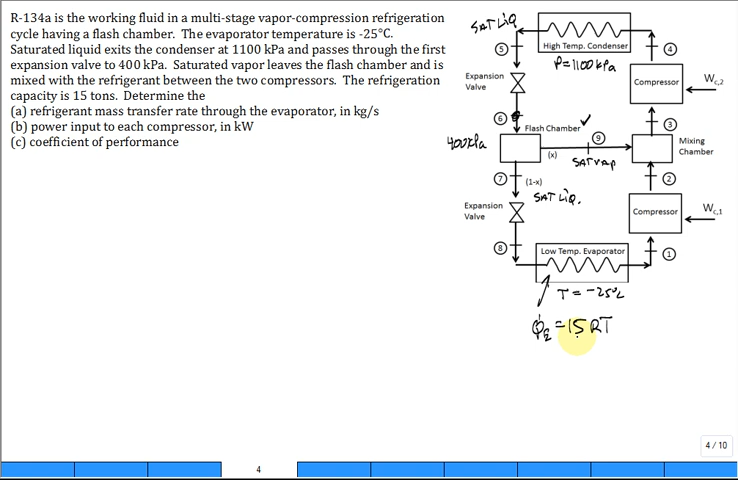 R-134a is the working fluid in a multi-stage vapor-compression refrigeration
cycle having a flash chamber. The evaporator temperature is -25°C.
Saturated liquid exits the condenser at 1100 kPa and passes through the first
expansion valve to 400 kPa. Saturated vapor leaves the flash chamber and is
mixed with the refrigerant between the two compressors. The refrigeration
capacity is 15 tons. Determine the
(a) refrigerant mass transfer rate through the evaporator, in kg/s
(b) power input to each compressor, in kW
(c) coefficient of performance
SAT LIQ
5
High Temp. Condenser
4
P=1100 kPa
Expansion
Valve
Compressor
Wc,2
6
Flash Chamber
3
400kPa
9
Mixing
Chamber
(x)
SAT VAP
7
(1-x)
2
SAT LIQ.
Expansion
Valve
Compressor
Wc,1
8
Low Temp. Evaporator
1
T = -25°C
= 15 RT
4 / 10
4